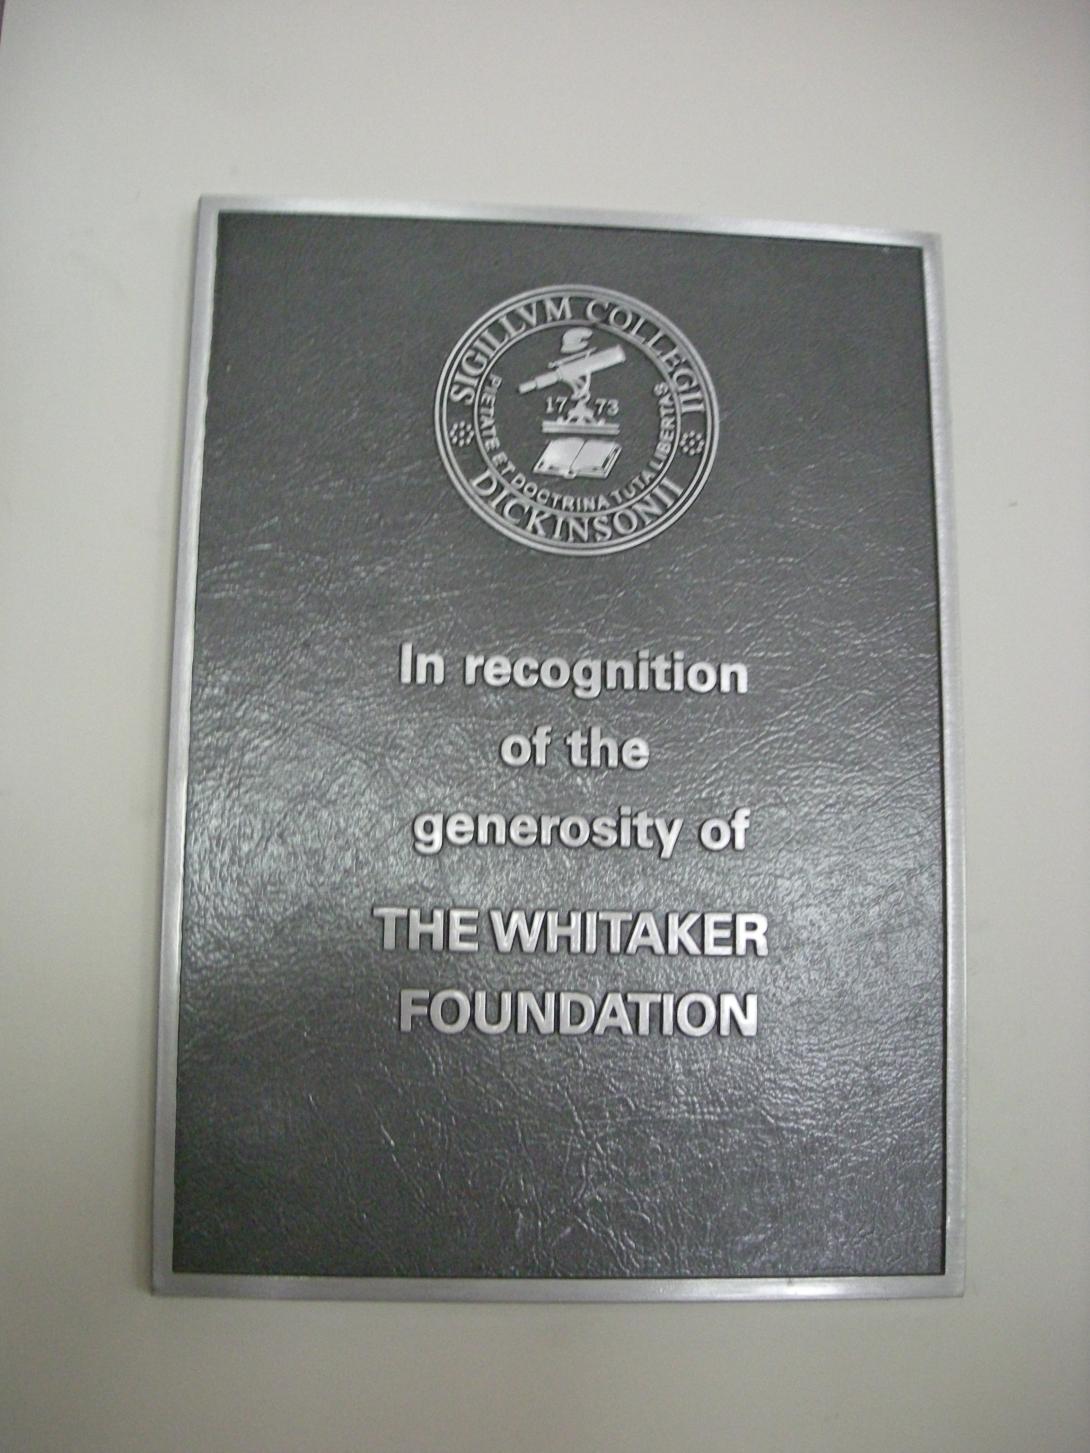 SIGILLVM COLLEGII
DICKINSONII
PIETATE ET DOCTRINA TUTA LIBERTAS
17 73
In recognition
of the
generosity of
THE WHITAKER
FOUNDATION